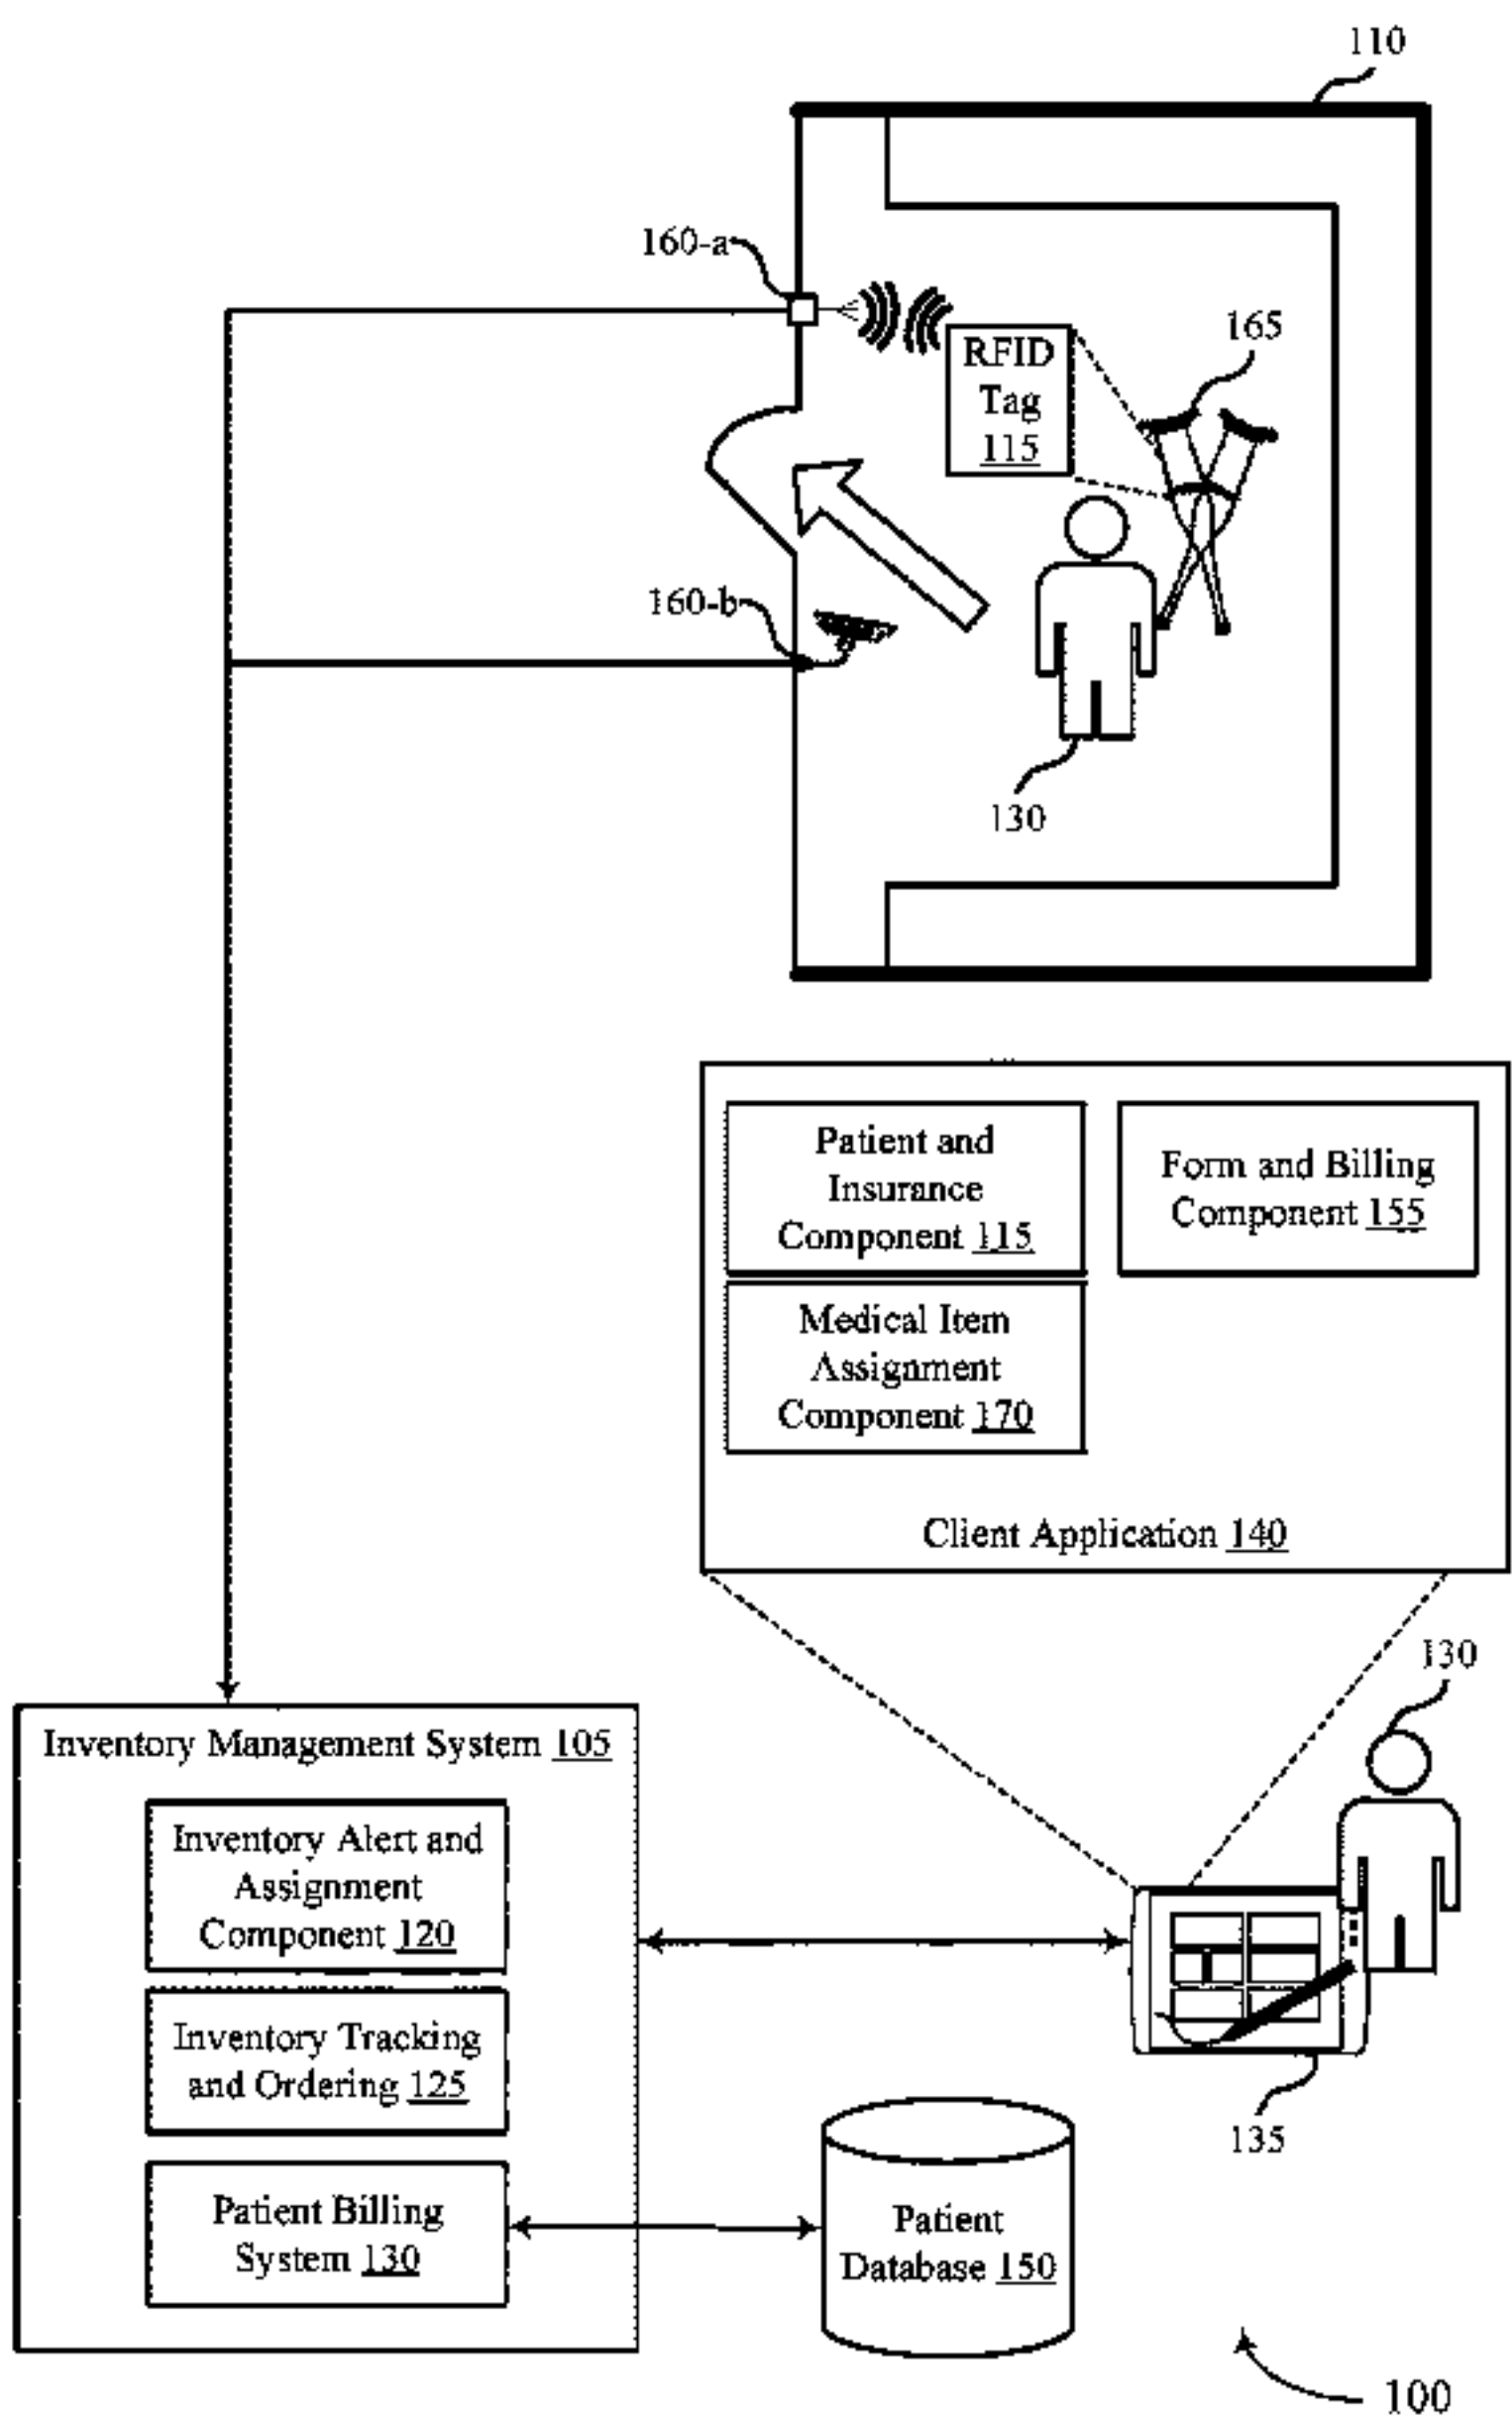 110
160-a
165
RFID
Tag
115
160-b
130
Patient and
Insurance
Component 115
Form and Billing
Component 155
Medical Item
Assignment
Component 170
Client Application 140
130
Inventory Management System 105
Inventory Alert and
Assignment
Component 120
Inventory Tracking
and Ordering 125
135
Patient Billing
System 130
Patient
Database 150
100